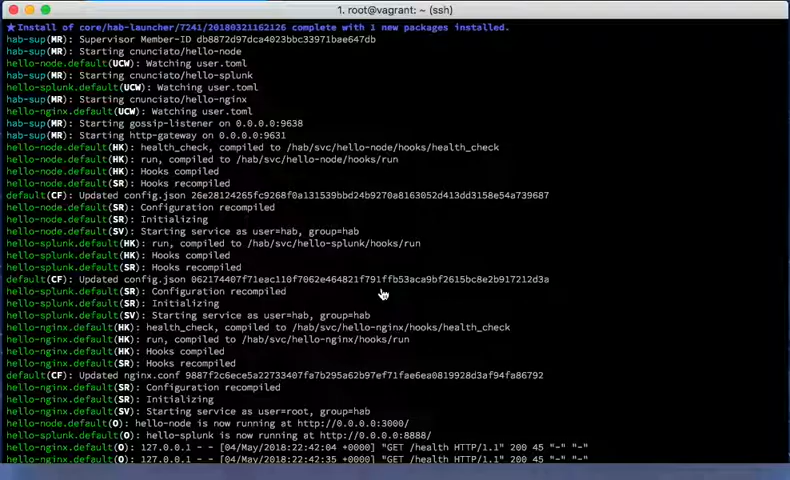 1. root@vagrant: ~ (ssh)
★ Install of core/hab-launcher/7241/20180321162126 complete with 1 new packages installed.
hab-sup(MR): Supervisor Member-ID db8872d97dca4023bbc33971bae647db
hab-sup(MR): Starting cnunciato/hello-node
hello-node.default(UCW): Watching user.toml
hab-sup(MR): Starting cnunciato/hello-splunk
hello-splunk.default(UCW): Watching user.toml
hab-sup(MR): Starting cnunciato/hello-nginx
hello-nginx.default(UCW): Watching user.toml
hab-sup(MR): Starting gossip-listener on 0.0.0.0:9638
hab-sup(MR): Starting http-gateway on 0.0.0.0:9631
hello-node.default(HK): health_check, compiled to /hab/svc/hello-node/hooks/health_check
hello-node.default(HK): run, compiled to /hab/svc/hello-node/hooks/run
hello-node.default(HK): Hooks compiled
hello-node.default(SR): Hooks recompiled
default(CF): Updated config.json 26e28124265fc9268f0a131539bbd24b9270a8163052d413dd3158e54a739687
hello-node.default(SR): Configuration recompiled
hello-node.default(SR): Initializing
hello-node.default(SV): Starting service as user=hab, group=hab
hello-splunk.default(HK): run, compiled to /hab/svc/hello-splunk/hooks/run
hello-splunk.default(HK): Hooks compiled
hello-splunk.default(SR): Hooks recompiled
default(CF): Updated config.json 062174407f71eac110f7062e464821f791ffb53aca9bf2615bc8e2b917212d3a
hello-splunk.default(SR): Configuration recompiled
hello-splunk.default(SR): Initializing
hello-splunk.default(SV): Starting service as user=hab, group=hab
hello-nginx.default(HK): health_check, compiled to /hab/svc/hello-nginx/hooks/health_check
hello-nginx.default(HK): run, compiled to /hab/svc/hello-nginx/hooks/run
hello-nginx.default(HK): Hooks compiled
hello-nginx.default(SR): Hooks recompiled
default(CF): Updated nginx.conf 9887f2c6ece5a22733407fa7b295a62b97ef71fae6ea0819928d3af94fa86792
hello-nginx.default(SR): Configuration recompiled
hello-nginx.default(SR): Initializing
hello-nginx.default(SV): Starting service as user=root, group=hab
hello-node.default(O): hello-node is now running at http://0.0.0.0:3000/
hello-splunk.default(O): hello-splunk is now running at http://0.0.0.0:8888/
hello-nginx.default(O): 127.0.0.1 - - [04/May/2018:22:42:04 +0000] "GET /health HTTP/1.1" 200 45 "-" "-"
hello-nginx.default(O): 127.0.0.1 - - [04/May/2018:22:42:35 +0000] "GET /health HTTP/1.1" 200 45 "-" "-"